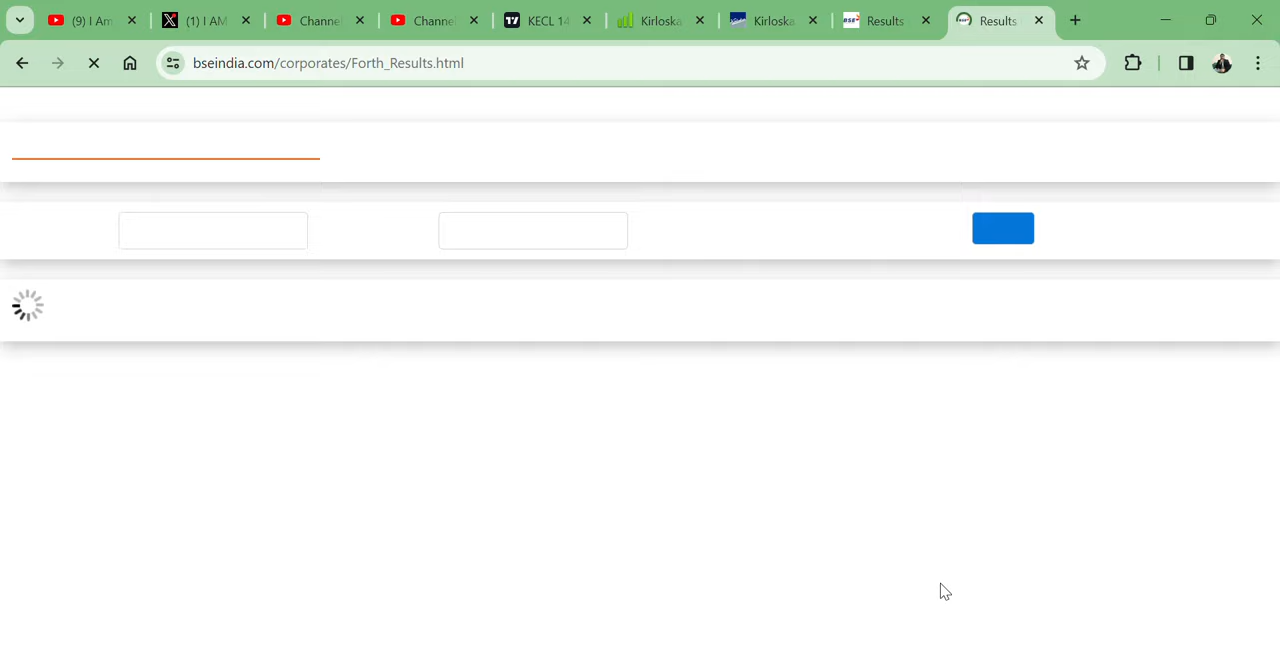 (9) I Am
(1) I AM
Channel
Channel
KECL 14
Kirloska
Kirloska
Results
Results
bseindia.com/corporates/Forth_Results.html